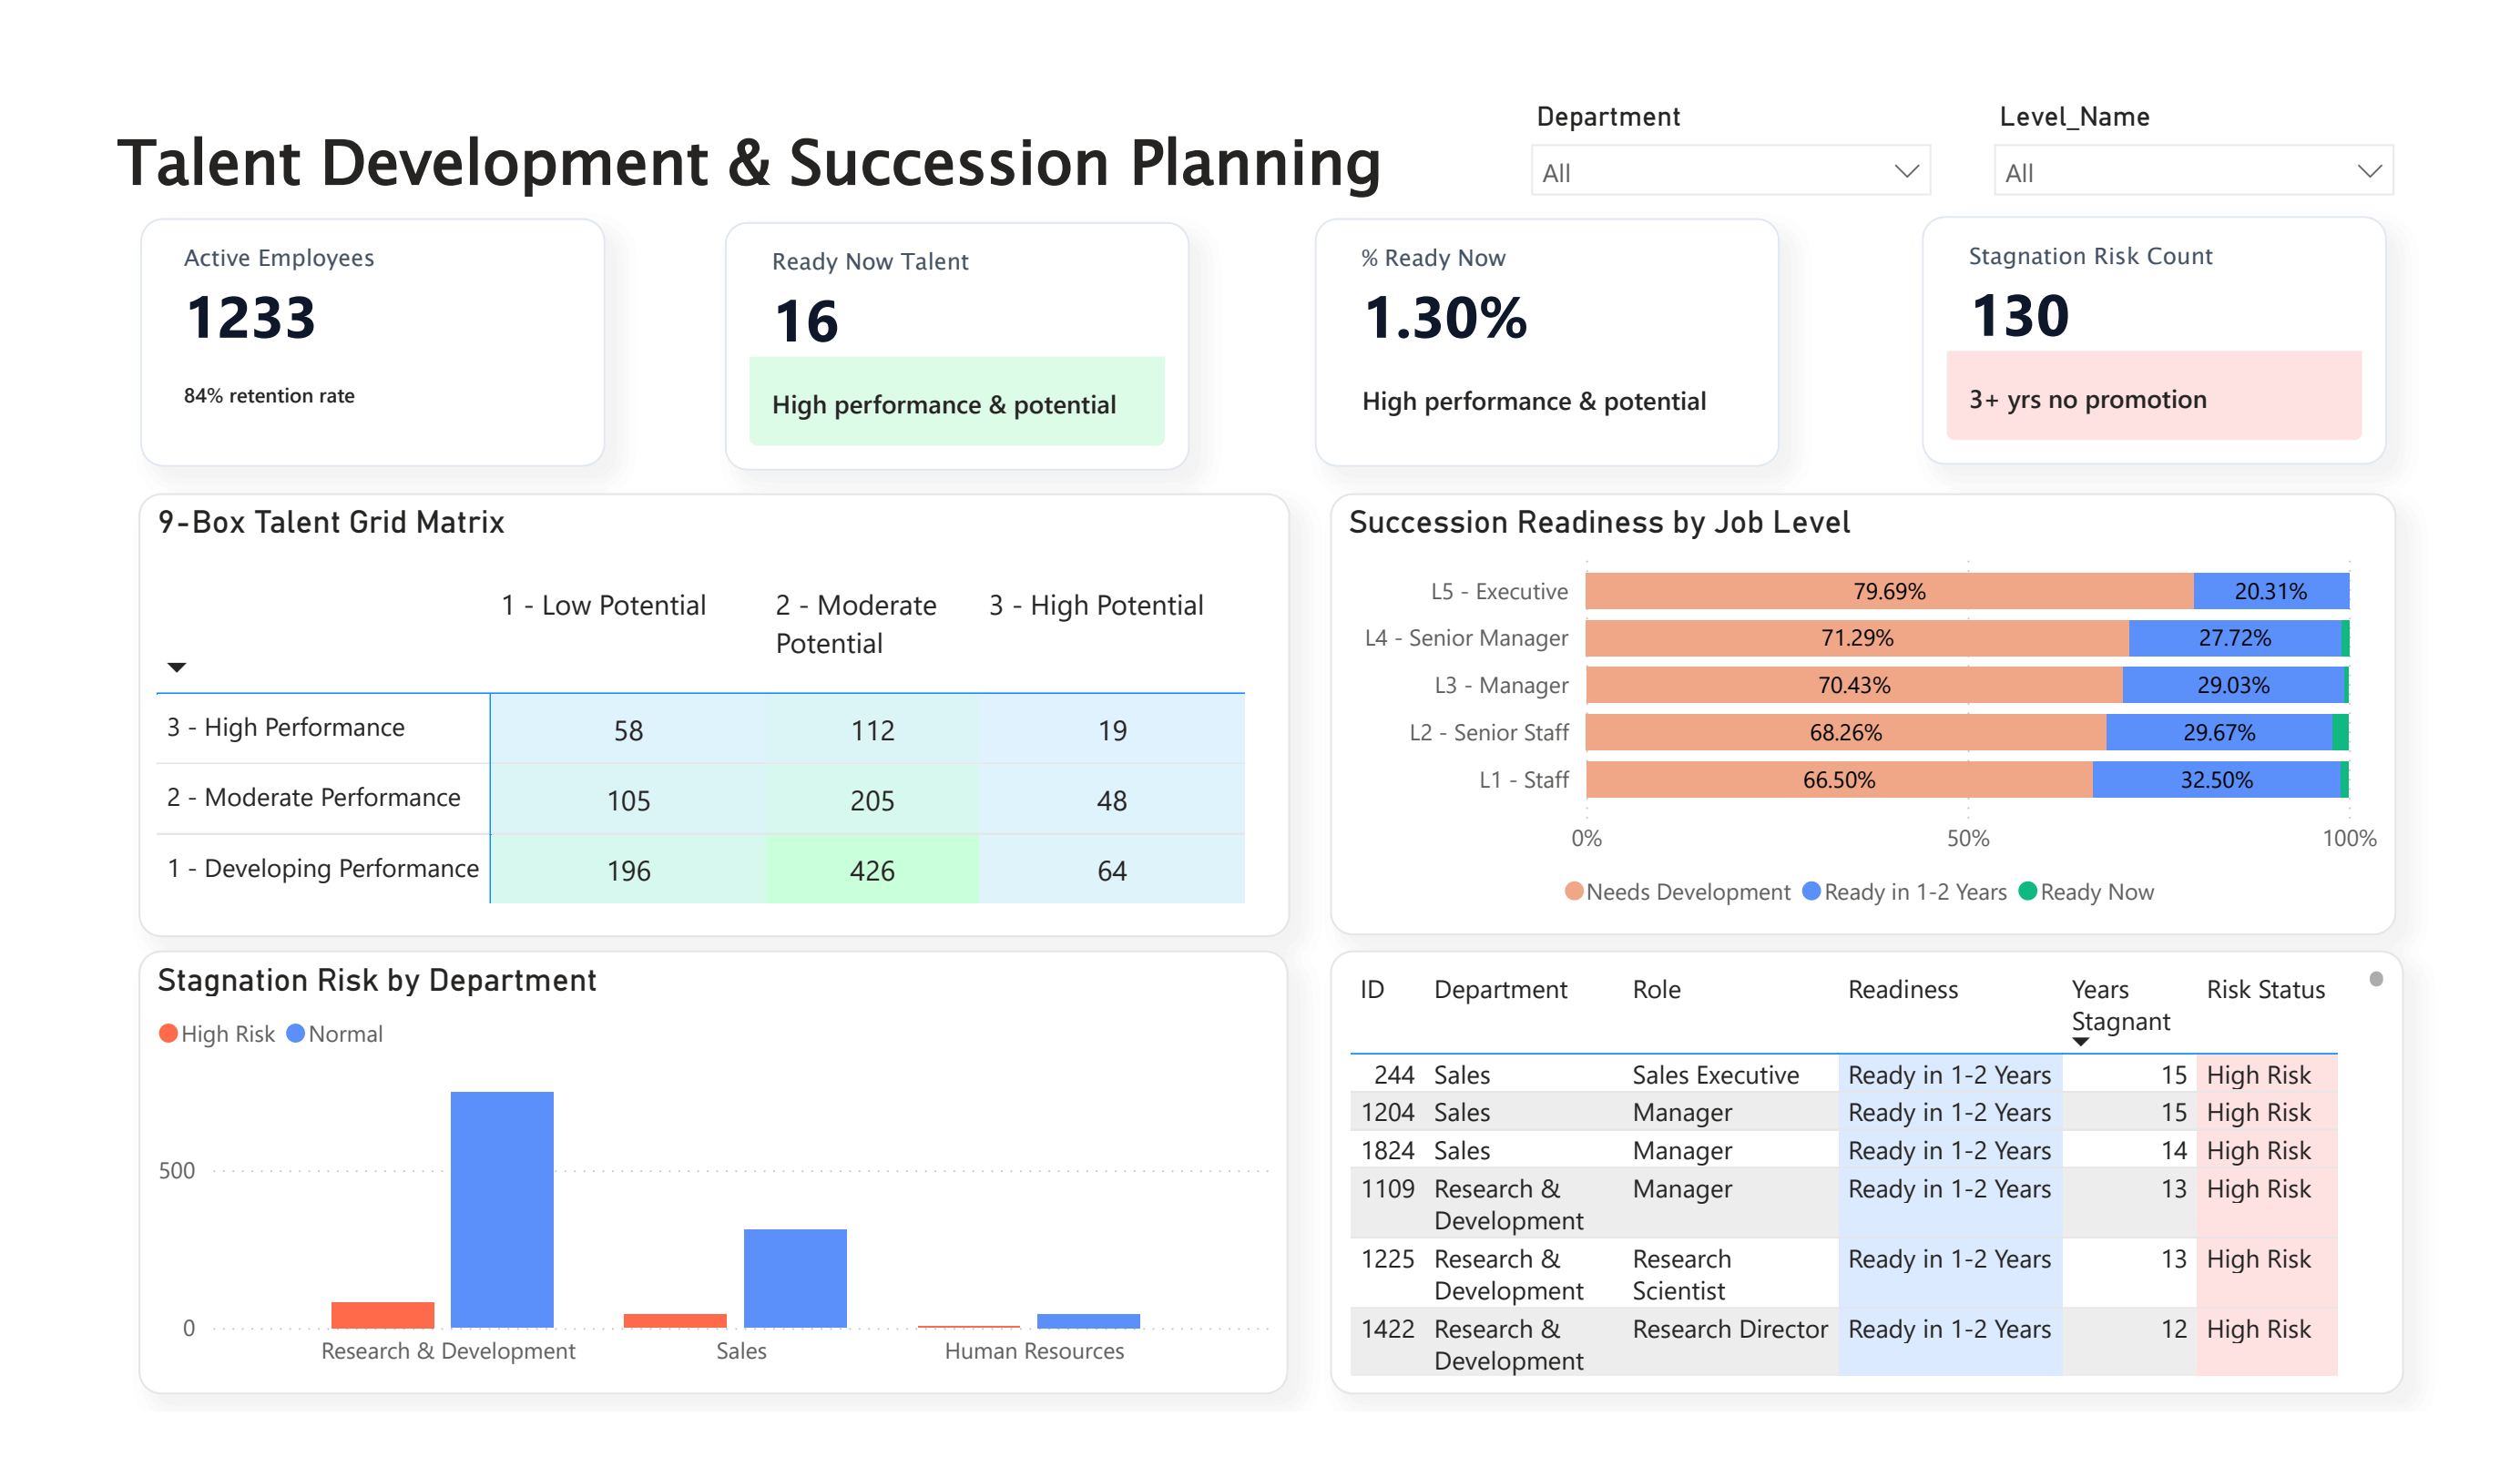 Talent Development & Succession Planning
Department
All
Level_Name
All
Active Employees
1233
84% retention rate
Ready Now Talent
16
High performance & potential
% Ready Now
1.30%
High performance & potential
Stagnation Risk Count
130
3+ yrs no promotion
9-Box Talent Grid Matrix
1 - Low Potential
2 - Moderate
Potential
3 - High Potential
3 - High Performance 58 112 19
2 - Moderate Performance 105 205 48
1 - Developing Performance 196 426 64
Succession Readiness by Job Level
L5 - Executive 79.69% 20.31%
L4 - Senior Manager 71.29% 27.72%
L3 - Manager 70.43% 29.03%
L2 - Senior Staff 68.26% 29.67%
L1 - Staff 66.50% 32.50%
0% 50% 100%
Needs Development Ready in 1-2 Years Ready Now
Stagnation Risk by Department
High Risk Normal
500
0
Research & Development Sales Human Resources
ID Department Role Readiness Years Risk Status
Stagnant
244 Sales Sales Executive Ready in 1-2 Years 15 High Risk
1204 Sales Manager Ready in 1-2 Years 15 High Risk
1824 Sales Manager Ready in 1-2 Years 14 High Risk
1109 Research & Manager Ready in 1-2 Years 13 High Risk
Development
1225 Research & Research Ready in 1-2 Years 13 High Risk
Development Scientist
1422 Research & Research Director Ready in 1-2 Years 12 High Risk
Development